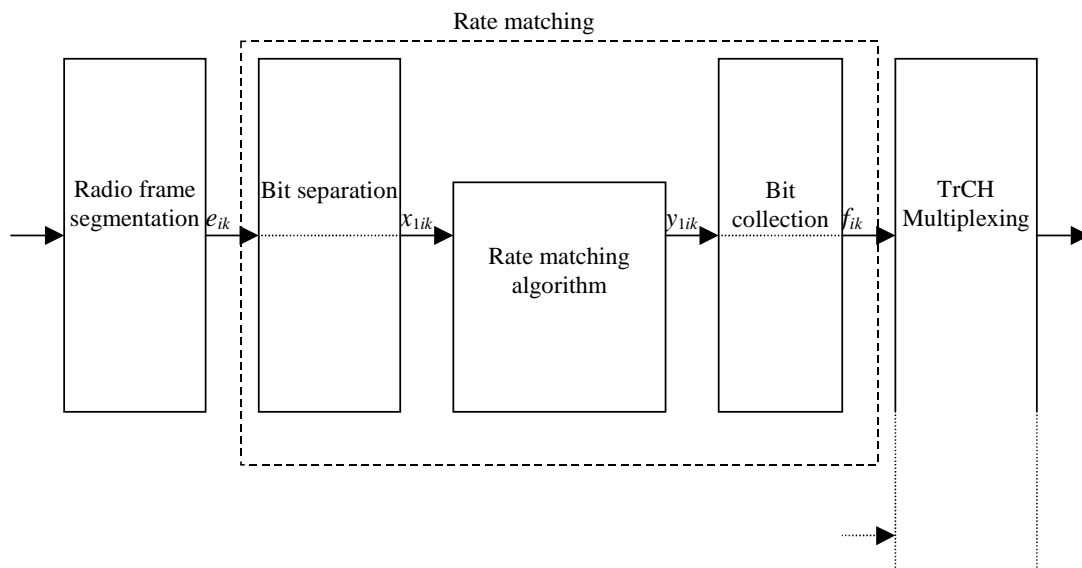 Rate matching
Radio frame
segmentation
e_ik
Bit separation
x_1ik
Rate matching
algorithm
y_1ik
Bit
collection
f_ik
TrCH
Multiplexing